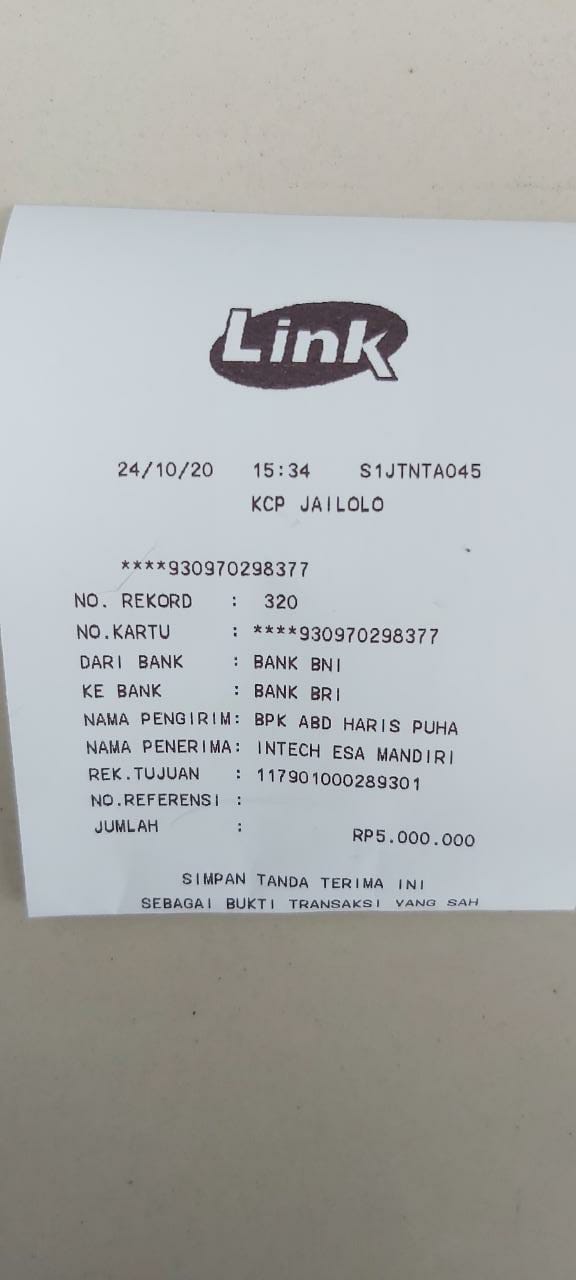 Link
24/10/20 15:34 S1JTNTA045
KCP JAILOLO
****930970298377
NO. REKORD : 320
NO.KARTU : ****930970298377
DARI BANK : BANK BNI
KE BANK : BANK BRI
NAMA PENGIRIM: BPK ABD HARIS PUHA
NAMA PENERIMA: INTECH ESA MANDIRI
REK.TUJUAN : 117901000289301
NO.REFERENSI :
JUMLAH : RP5.000.000
SIMPAN TANDA TERIMA INI
SEBAGAI BUKTI TRANSAKSI YANG SAH